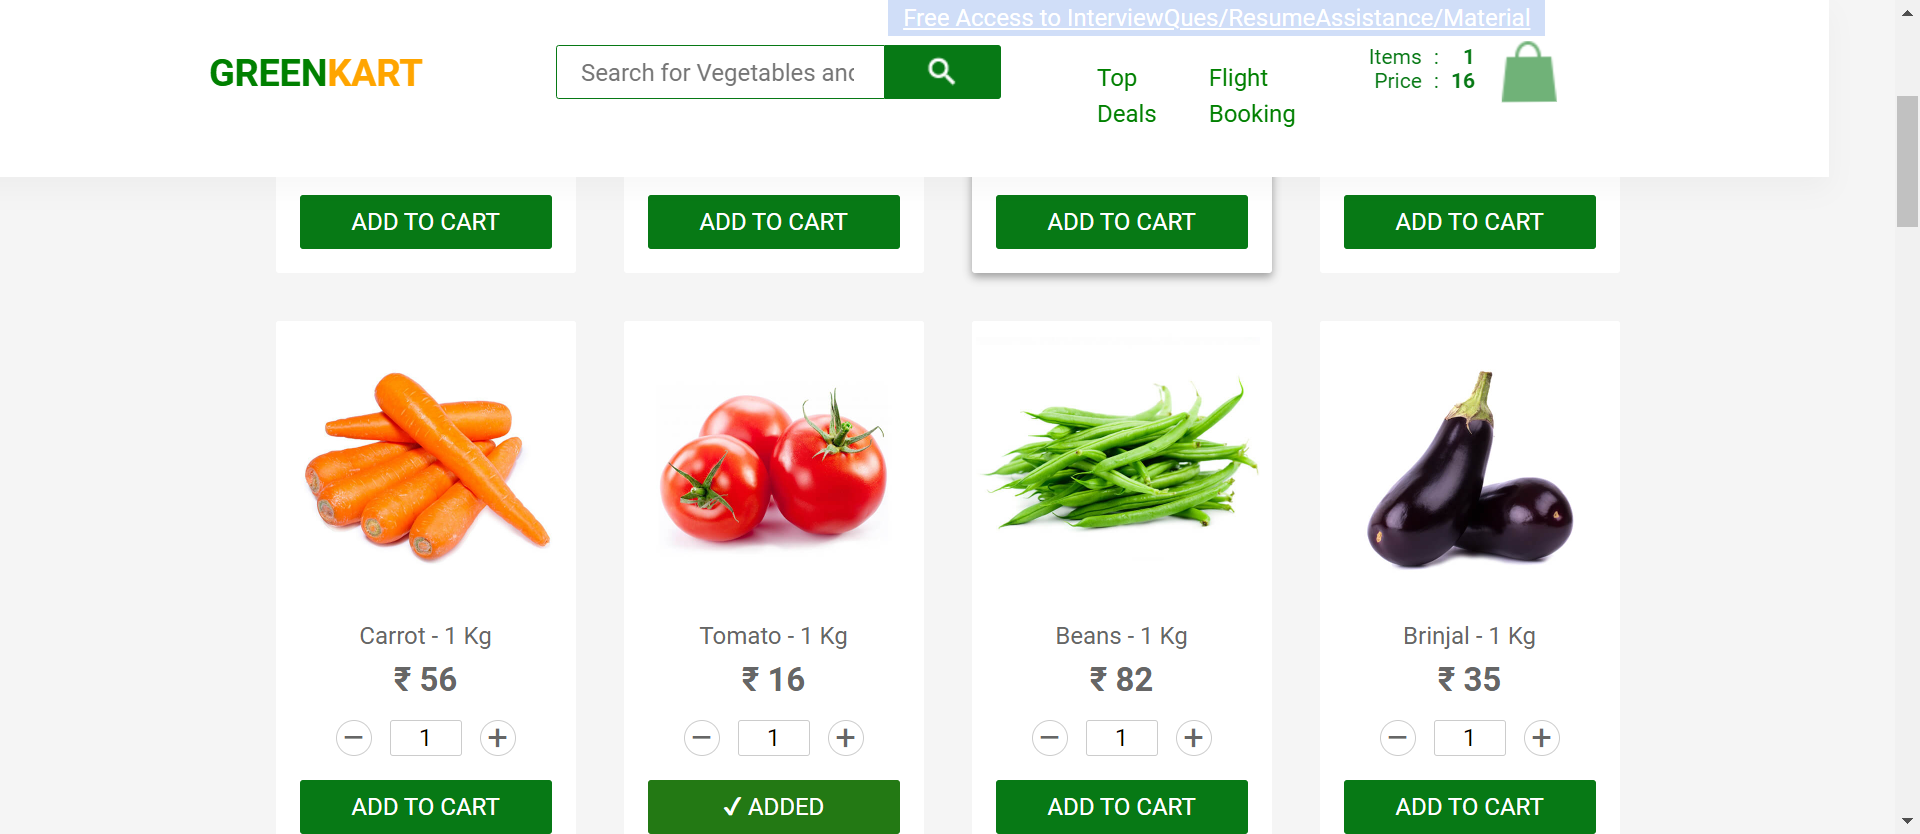 Free Access to InterviewQues/ResumeAssistance/Material
GREENKART
Search for Vegetables and
Top Deals
Flight Booking
Items : 1
Price : 16
ADD TO CART ADD TO CART ADD TO CART ADD TO CART
Carrot - 1 Kg Tomato - 1 Kg Beans - 1 Kg Brinjal - 1 Kg
₹ 56 ₹ 16 ₹ 82 ₹ 35
− 1 + − 1 + − 1 + − 1 +
ADD TO CART ✓ ADDED ADD TO CART ADD TO CART